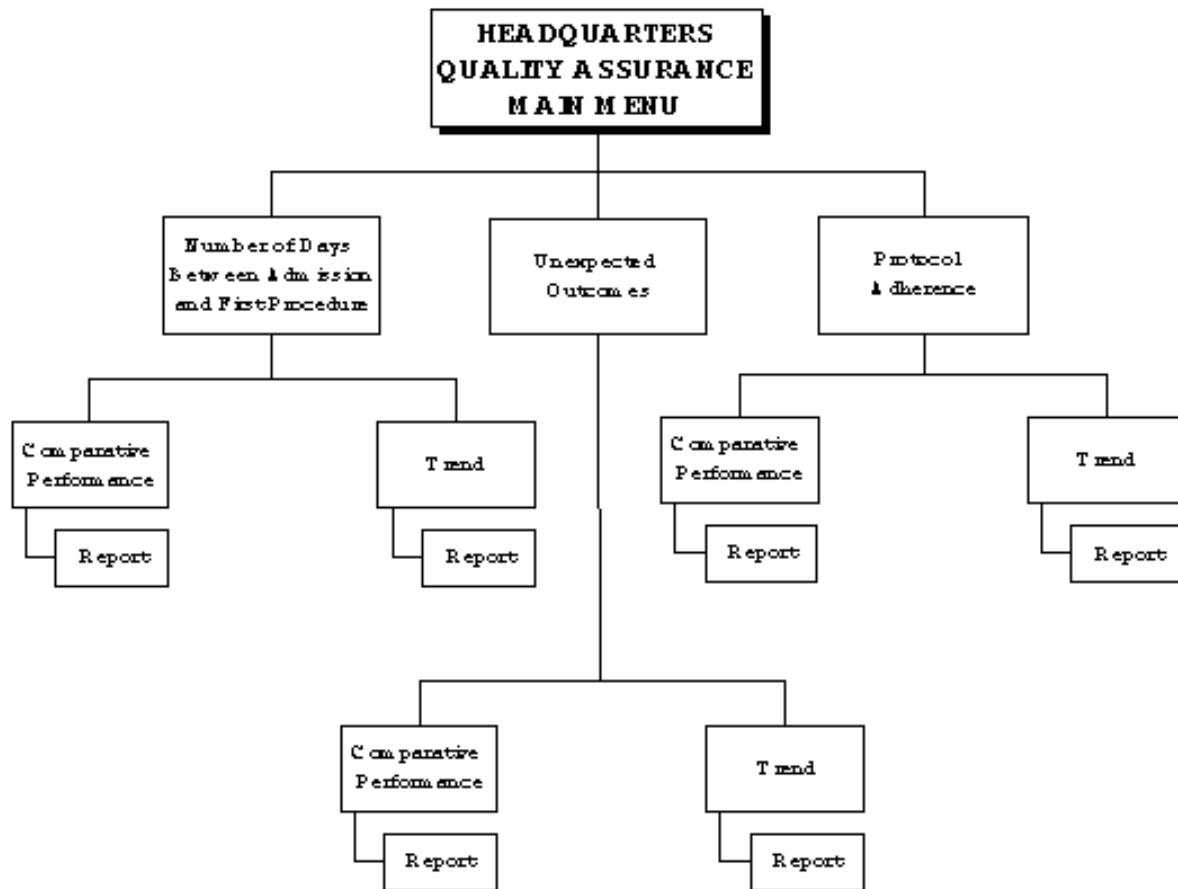 HEADQUARTERS
QUALITY ASSURANCE
MAIN MENU
Number of Days
Between Admission
and First Procedure
Unexpected
Outcomes
Protocol
Adherence
Comparative
Performance
Report
Trend
Report
Comparative
Performance
Report
Trend
Report
Comparative
Performance
Report
Trend
Report